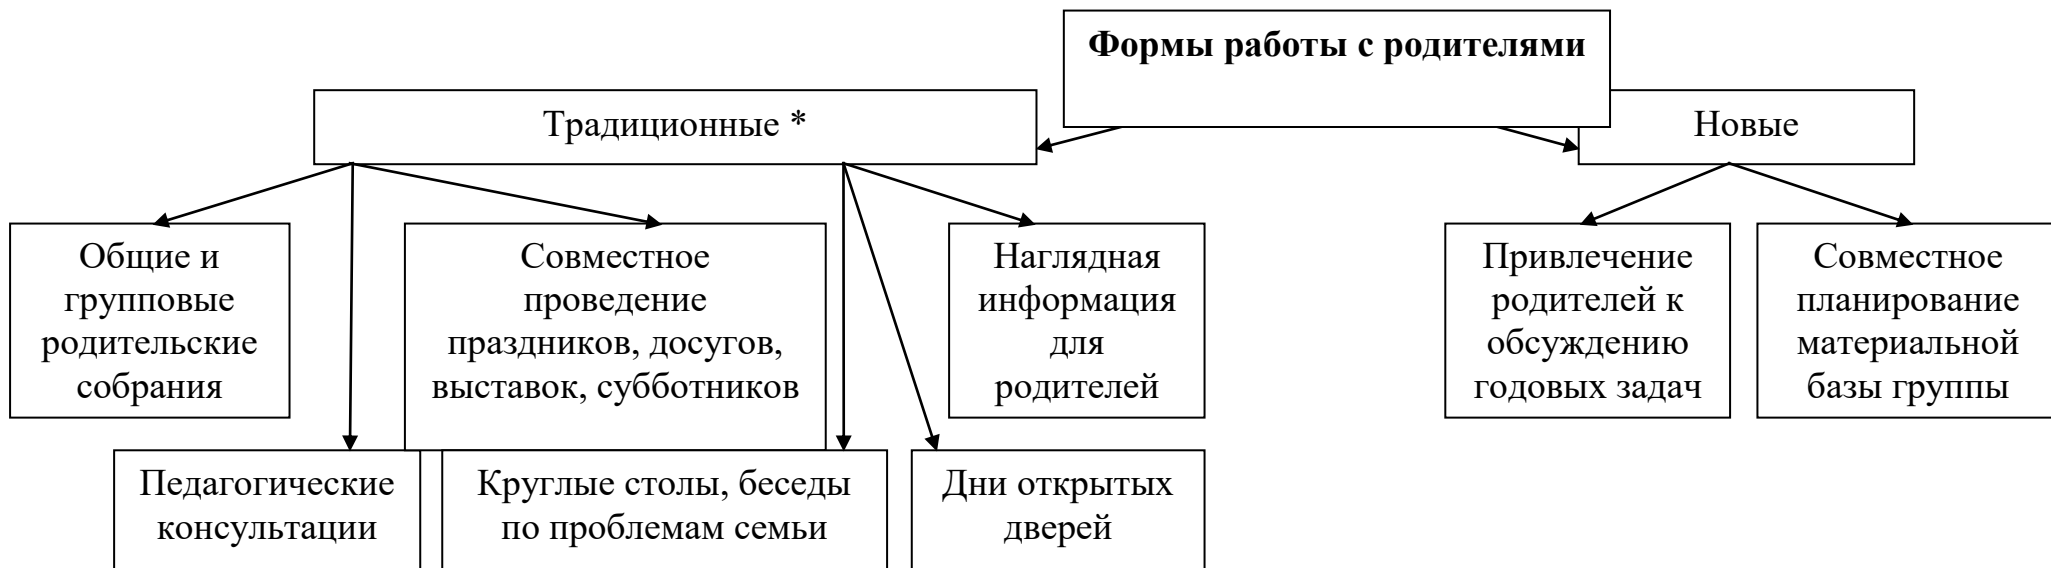 Формы работы с родителями
Традиционные *
Новые
Общие и
групповые
родительские
собрания
Совместное
проведение
праздников, досугов,
выставок, субботников
Наглядная
информация
для
родителей
Привлечение
родителей к
обсуждению
годовых задач
Совместное
планирование
материальной
базы группы
Педагогические
консультации
Круглые столы, беседы
по проблемам семьи
Дни открытых
дверей